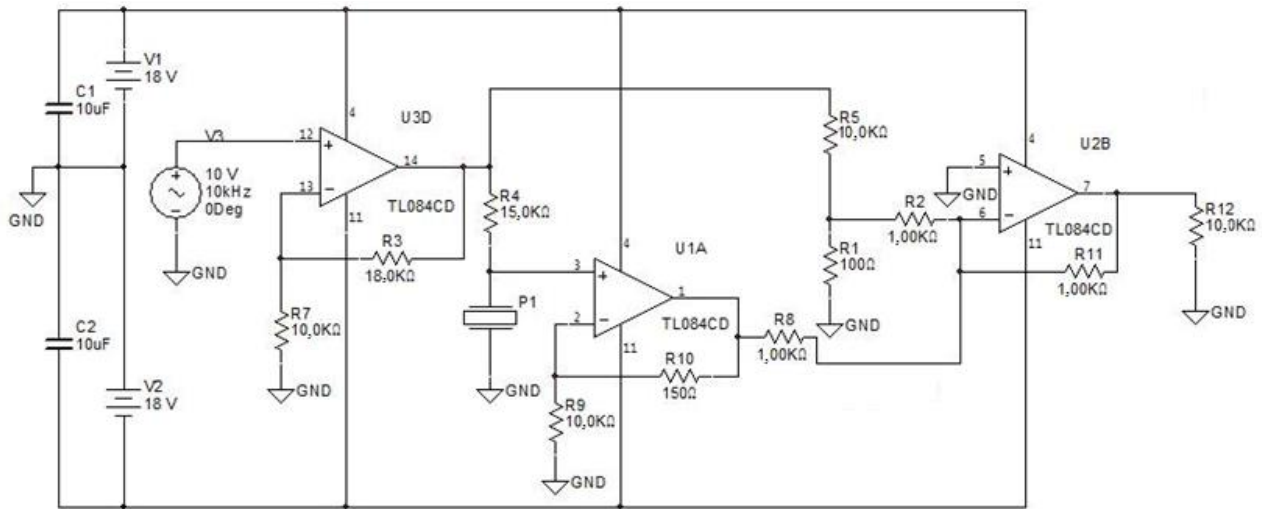 V1
18 V
C1
10uF
GND
V3
10 V
10kHz
0Deg
GND
C2
10uF
V2
18 V
12
13
4
14
11
U3D
TL084CD
R3
18,0KΩ
R7
10,0KΩ
GND
R4
15,0KΩ
P1
GND
3
2
4
1
11
U1A
TL084CD
R10
150Ω
R9
10,0KΩ
GND
R8
1,00KΩ
R5
10,0KΩ
R2
1,00KΩ
R1
100Ω
GND
5
GND
6
4
7
11
U2B
TL084CD
R11
1,00KΩ
R12
10,0KΩ
GND